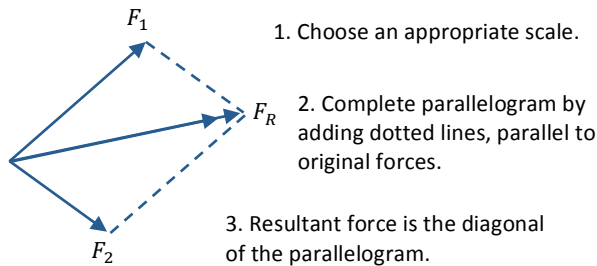 F₁
1. Choose an appropriate scale.
F_R
2. Complete parallelogram by
adding dotted lines, parallel to
original forces.
F₂
3. Resultant force is the diagonal
of the parallelogram.